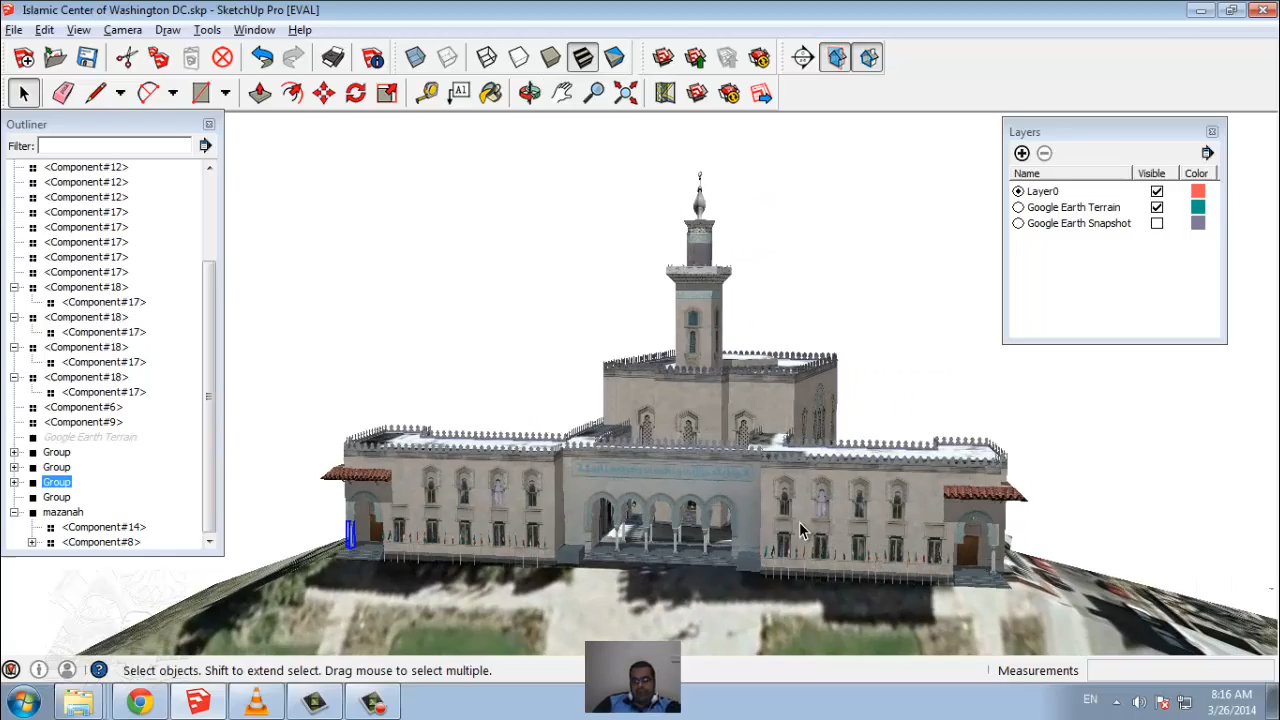 Islamic Center of Washington DC.skp - SketchUp Pro [EVAL]
File Edit View Camera Draw Tools Window Help
A1
Outliner
Filter:
<Component#12>
<Component#12>
<Component#12>
<Component#17>
<Component#17>
<Component#17>
<Component#17>
<Component#17>
<Component#18>
<Component#17>
<Component#18>
<Component#17>
<Component#18>
<Component#17>
<Component#18>
<Component#17>
<Component#6>
<Component#9>
Google Earth Terrain
Group
Group
Group
Group
mazanah
<Component#14>
<Component#8>
Layers
Name Visible Color
Layer0
Google Earth Terrain
Google Earth Snapshot
Select objects. Shift to extend select. Drag mouse to select multiple.
Measurements
EN
8:16 AM
3/26/2014